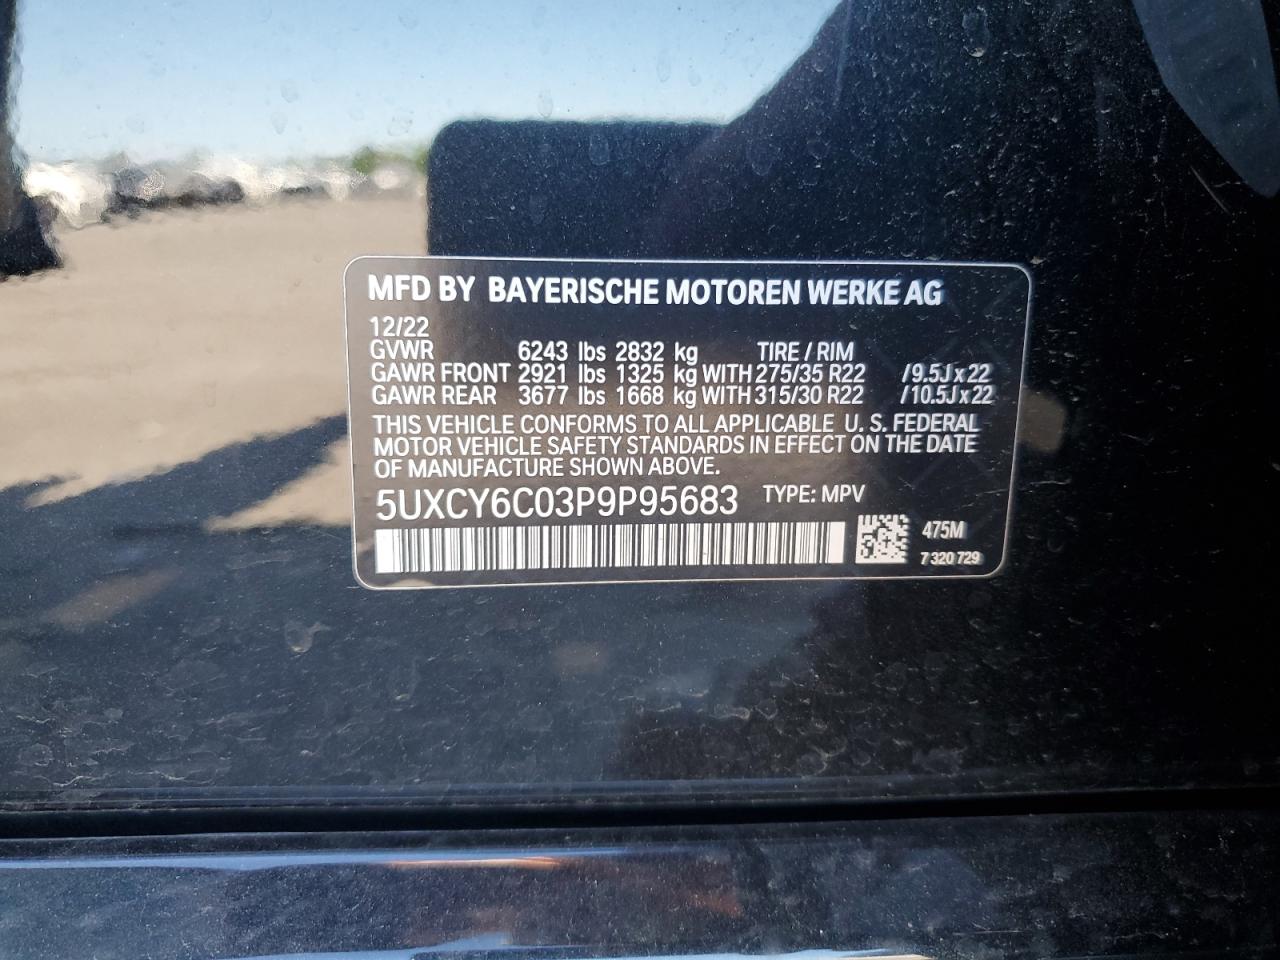 MFD BY BAYERISCHE MOTOREN WERKE AG
12/22
GVWR 6243 lbs 2832 kg TIRE / RIM
GAWR FRONT 2921 lbs 1325 kg WITH 275/35 R22 /9.5J x 22
GAWR REAR 3677 lbs 1668 kg WITH 315/30 R22 /10.5J x 22
THIS VEHICLE CONFORMS TO ALL APPLICABLE U. S. FEDERAL
MOTOR VEHICLE SAFETY STANDARDS IN EFFECT ON THE DATE
OF MANUFACTURE SHOWN ABOVE.
5UXCY6C03P9P95683 TYPE: MPV
475M
7 320 729